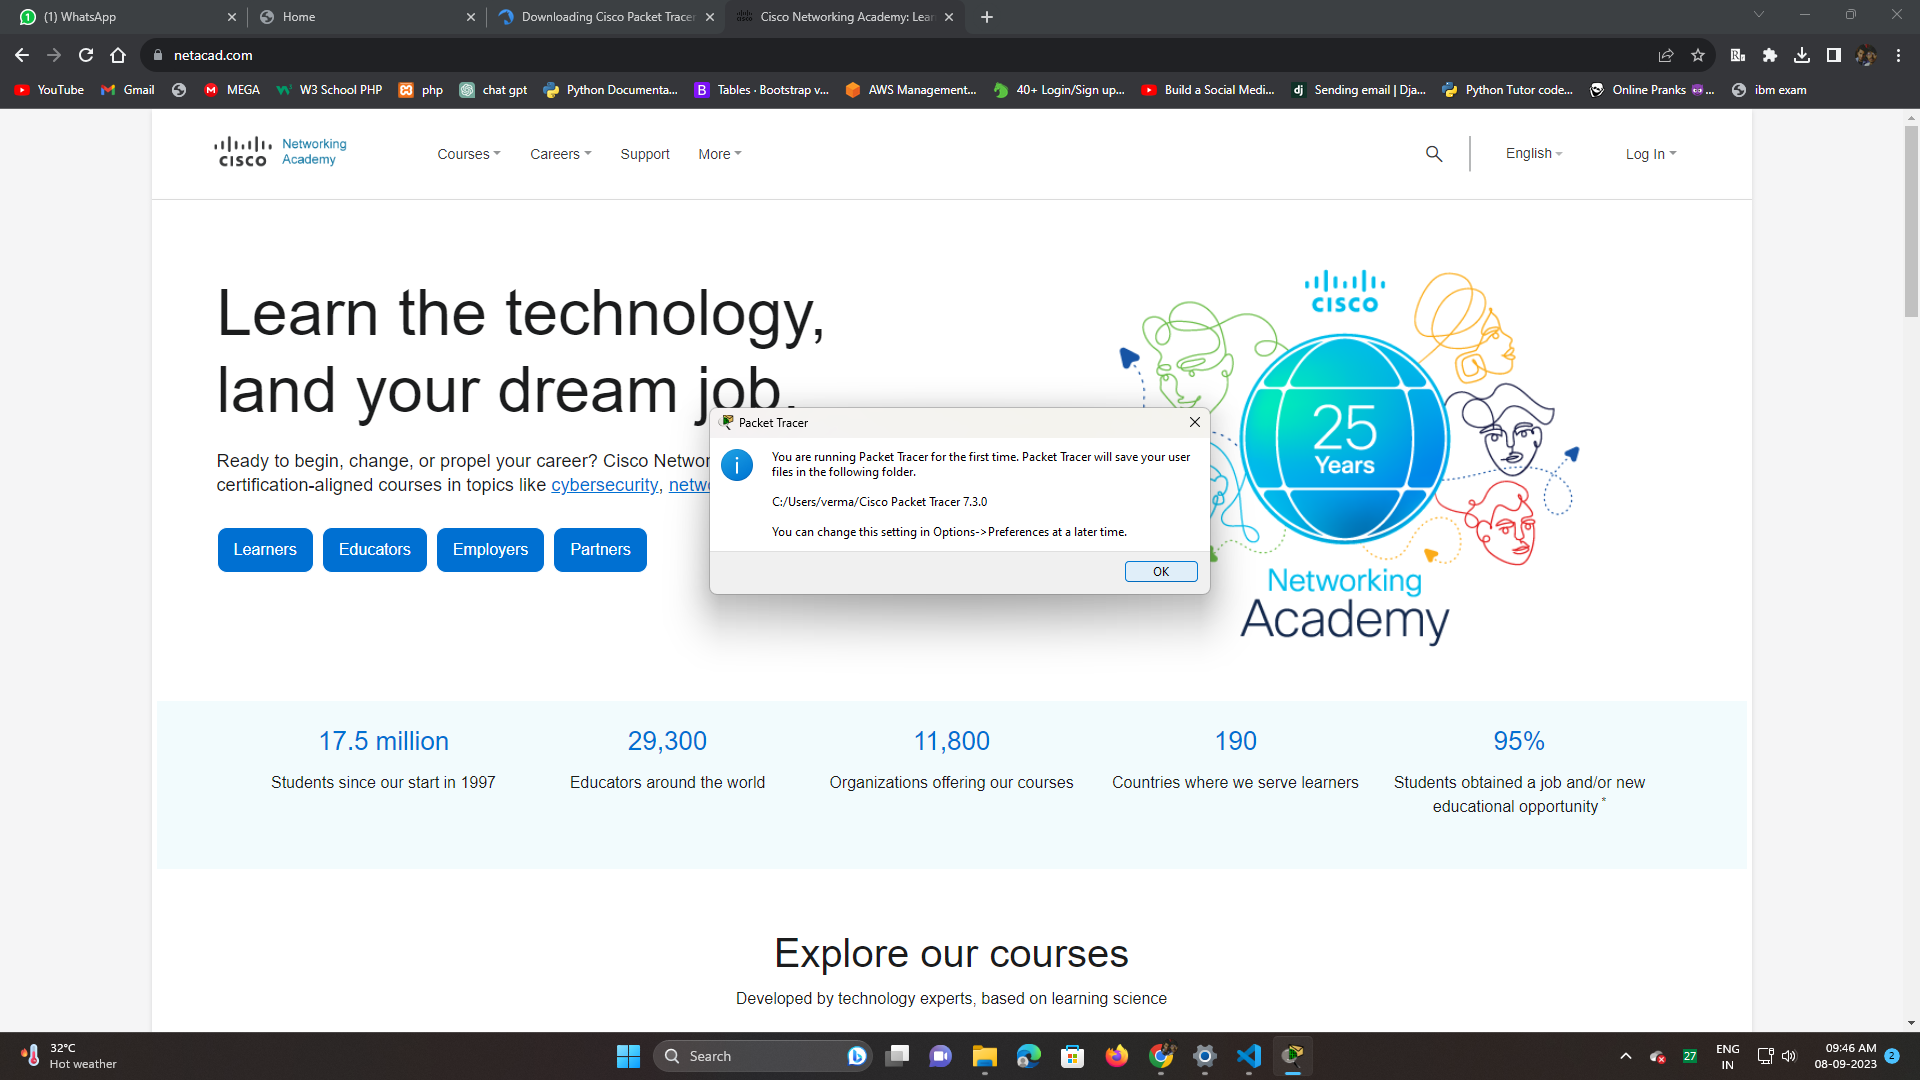 (1) WhatsApp
Home
Downloading Cisco Packet Tracer
Cisco Networking Academy: Lear
netacad.com
YouTube
Gmail
MEGA
W3 School PHP
php
chat gpt
Python Documenta...
Tables · Bootstrap v...
AWS Management...
40+ Login/Sign up...
Build a Social Medi...
dj Sending email | Dja...
Python Tutor code...
Online Pranks ...
ibm exam
CISCO
Networking
Academy
Courses
Careers
Support
More
English
Log In
Learn the technology,
land your dream job.
Ready to begin, change, or propel your career? Cisco Networ
certification-aligned courses in topics like cybersecurity, netw
Learners
Educators
Employers
Partners
CISCO
25
Years
Networking
Academy
Packet Tracer
You are running Packet Tracer for the first time. Packet Tracer will save your user
files in the following folder.
C:/Users/verma/Cisco Packet Tracer 7.3.0
You can change this setting in Options->Preferences at a later time.
OK
17.5 million
Students since our start in 1997
29,300
Educators around the world
11,800
Organizations offering our courses
190
Countries where we serve learners
95%
Students obtained a job and/or new
educational opportunity *
Explore our courses
Developed by technology experts, based on learning science
32°C
Hot weather
Search
27
ENG
IN
09:46 AM
08-09-2023
2